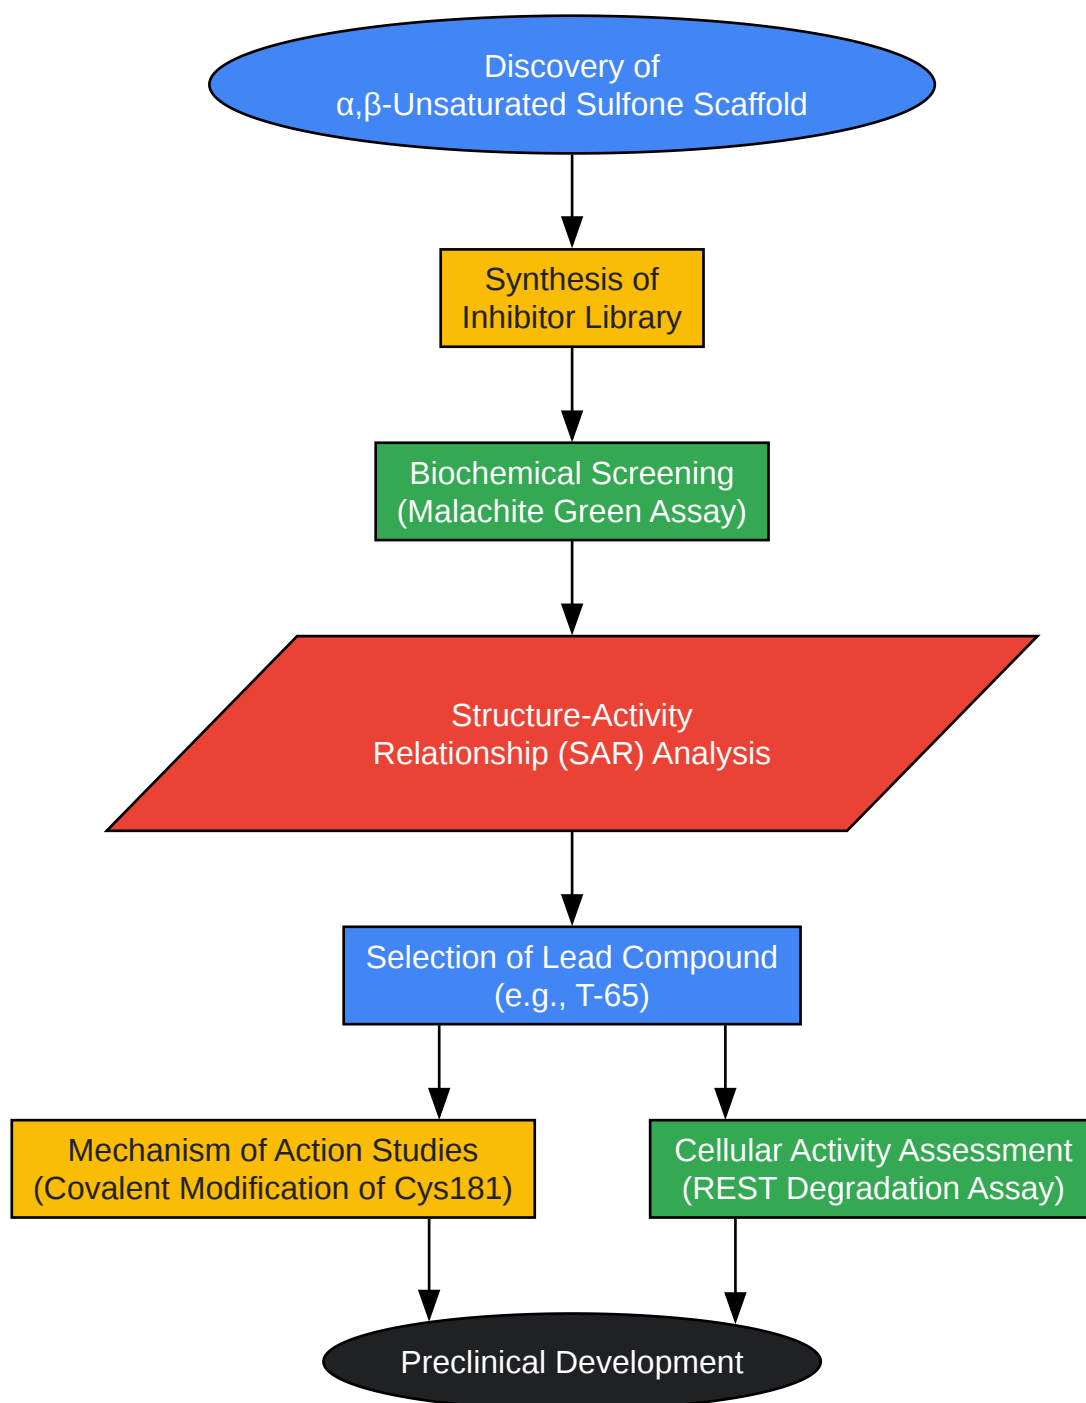 Discovery of
α,β-Unsaturated Sulfone Scaffold
Synthesis of
Inhibitor Library
Biochemical Screening
(Malachite Green Assay)
Structure-Activity
Relationship (SAR) Analysis
Selection of Lead Compound
(e.g., T-65)
Mechanism of Action Studies
(Covalent Modification of Cys181)
Cellular Activity Assessment
(REST Degradation Assay)
Preclinical Development